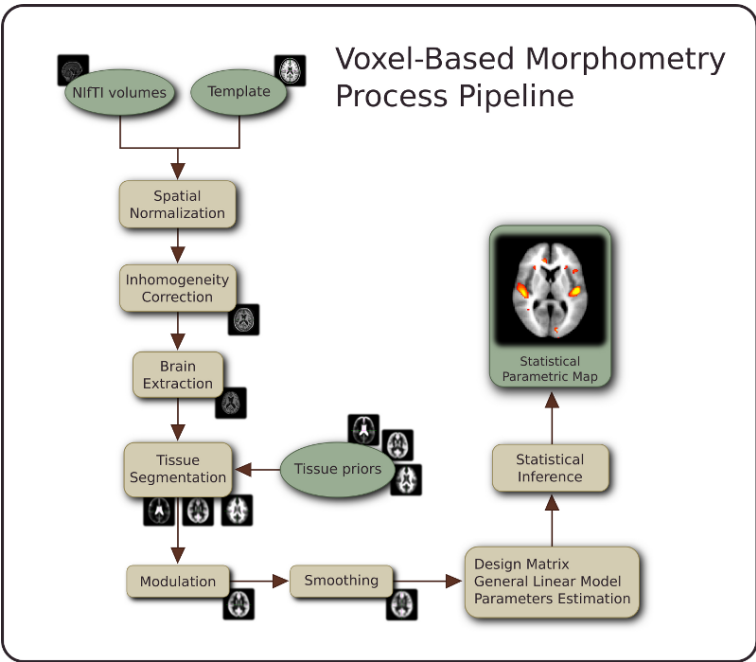 Voxel-Based Morphometry
Process Pipeline
NIfTI volumes
Template
Spatial
Normalization
Inhomogeneity
Correction
Brain
Extraction
Tissue
Segmentation
Tissue priors
Modulation
Smoothing
Design Matrix
General Linear Model
Parameters Estimation
Statistical
Inference
Statistical
Parametric Map